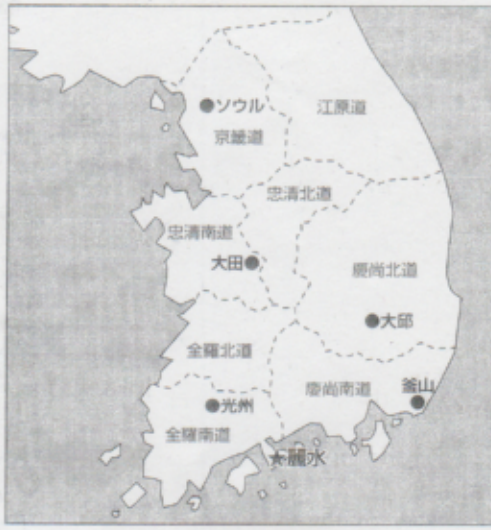 ●ソウル
江原道
京畿道
忠清北道
忠清南道
大田●
慶尚北道
●大邱
全羅北道
慶尚南道
釜山
●光州
全羅南道
★麗水